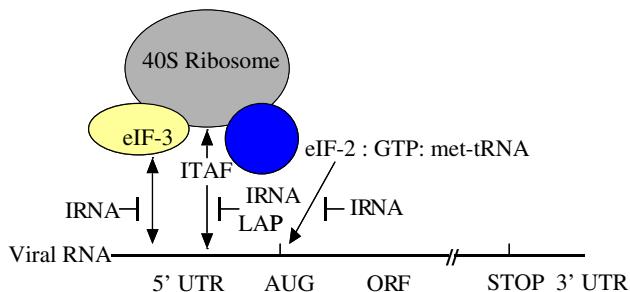 40S Ribosome
eIF-3
eIF-2 : GTP: met-tRNA
ITAF
IRNA
IRNA
LAP
IRNA
Viral RNA
5’ UTR AUG ORF STOP 3’ UTR